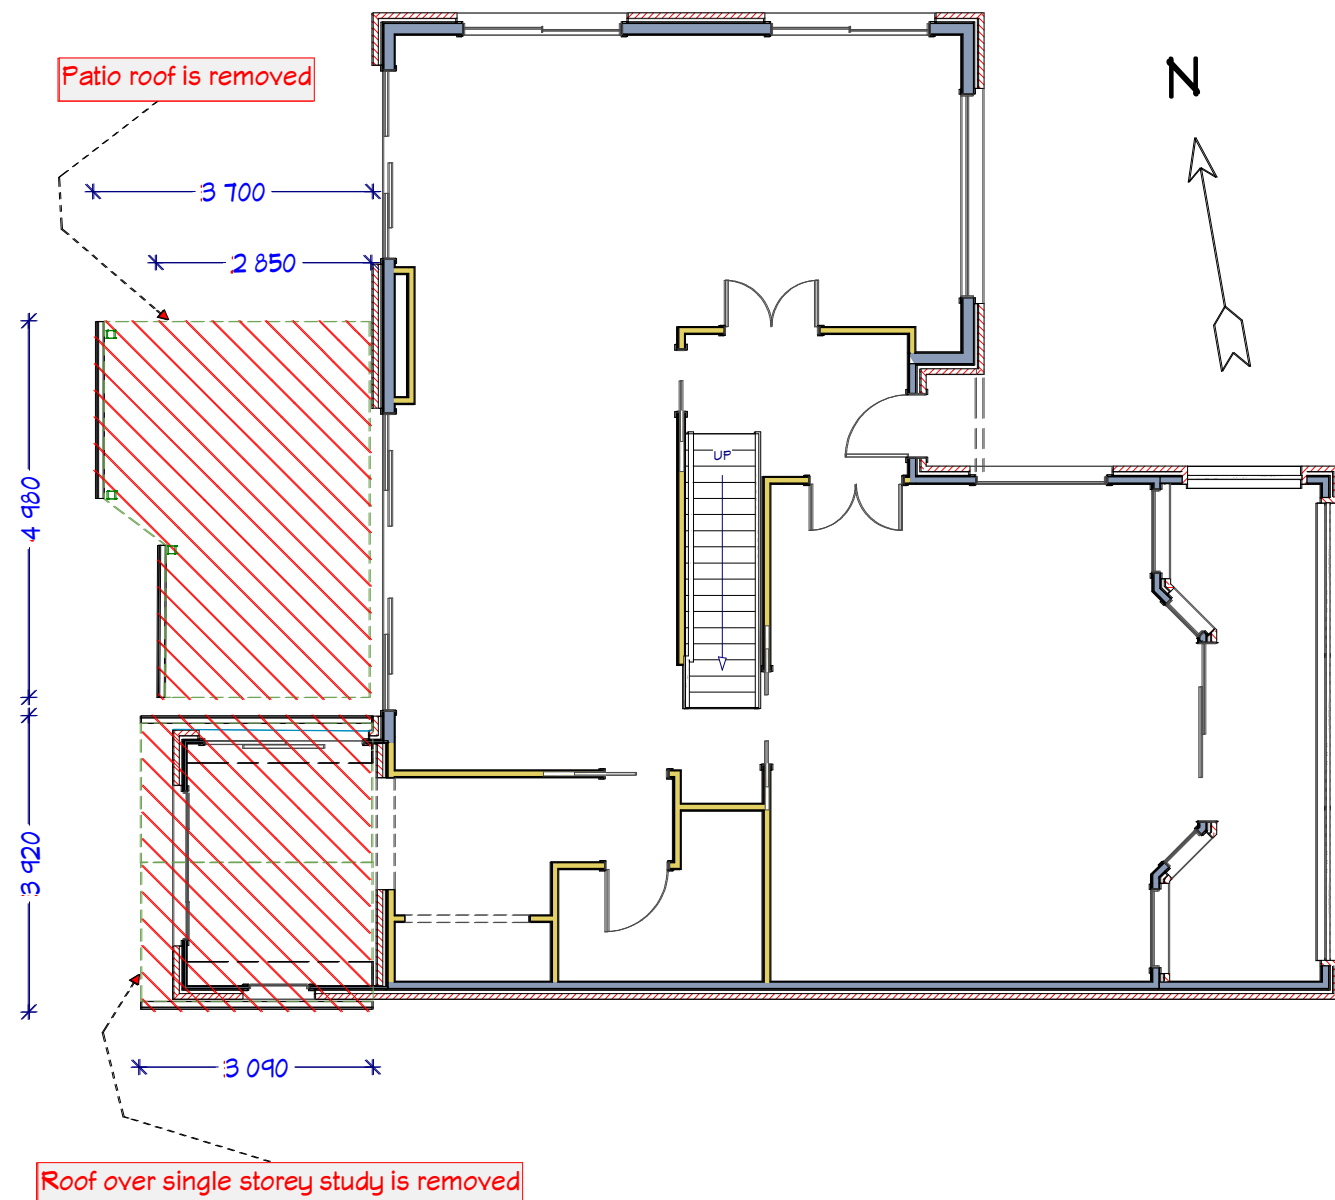 N
Patio roof is removed
3 700
2 850
UP
4 980
3 920
3 090
Roof over single storey study is removed